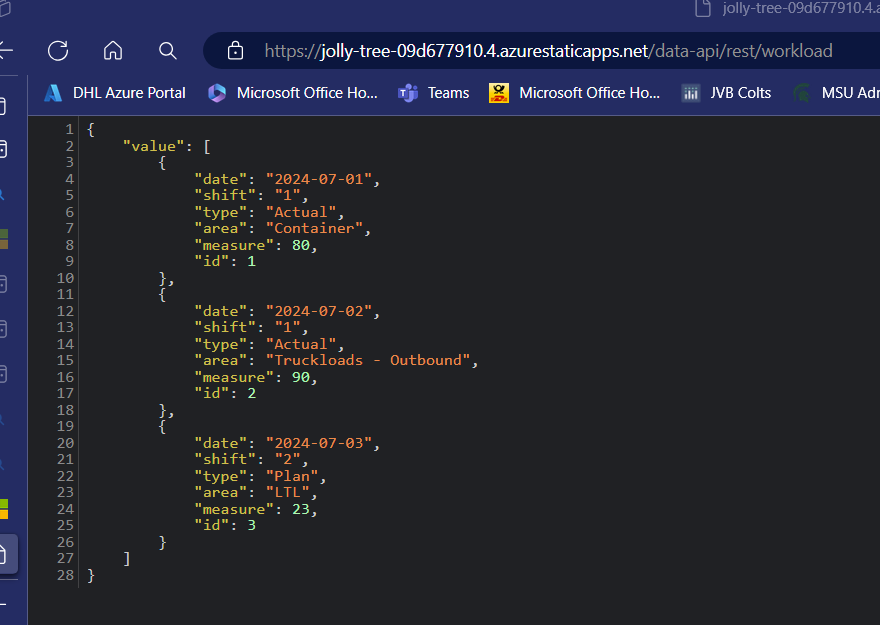 jolly-tree-09d677910.4.a
https://jolly-tree-09d677910.4.azurestaticapps.net/data-api/rest/workload
DHL Azure Portal Microsoft Office Ho... Teams Microsoft Office Ho... JVB Colts MSU Adr
1 {
2 "value": [
3 {
4 "date": "2024-07-01",
5 "shift": "1",
6 "type": "Actual",
7 "area": "Container",
8 "measure": 80,
9 "id": 1
10 },
11 {
12 "date": "2024-07-02",
13 "shift": "1",
14 "type": "Actual",
15 "area": "Truckloads - Outbound",
16 "measure": 90,
17 "id": 2
18 },
19 {
20 "date": "2024-07-03",
21 "shift": "2",
22 "type": "Plan",
23 "area": "LTL",
24 "measure": 23,
25 "id": 3
26 }
27 ]
28 }